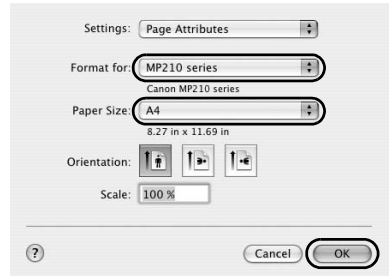 Settings: Page Attributes
Format for: MP210 series
Canon MP210 series
Paper Size: A4
8.27 in x 11.69 in
Orientation:
Scale: 100 %
? Cancel OK